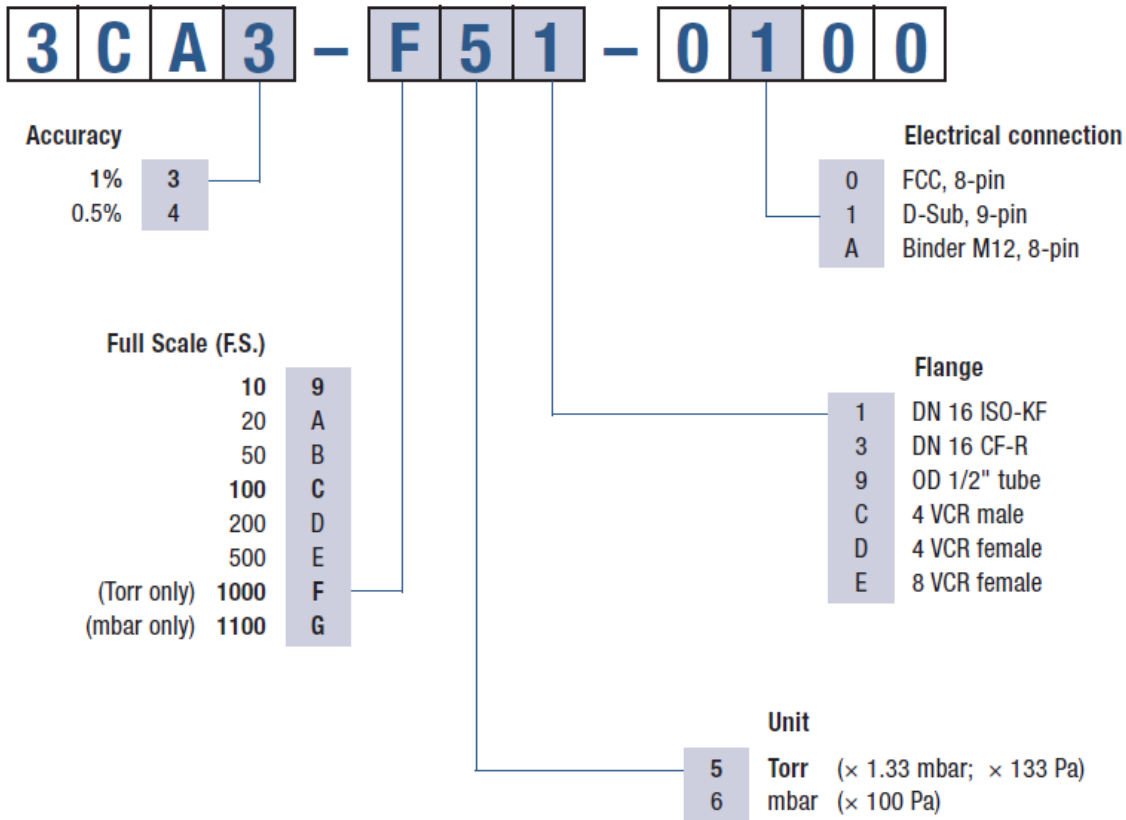 3CA3 – F51 – 0100
Accuracy
1% 3
0.5% 4
Electrical connection
0 FCC, 8-pin
1 D-Sub, 9-pin
A Binder M12, 8-pin
Full Scale (F.S.)
10 9
20 A
50 B
100 C
200 D
500 E
(Torr only) 1000 F
(mbar only) 1100 G
Flange
1 DN 16 ISO-KF
3 DN 16 CF-R
9 OD 1/2" tube
C 4 VCR male
D 4 VCR female
E 8 VCR female
Unit
5 Torr (× 1.33 mbar; × 133 Pa)
6 mbar (× 100 Pa)